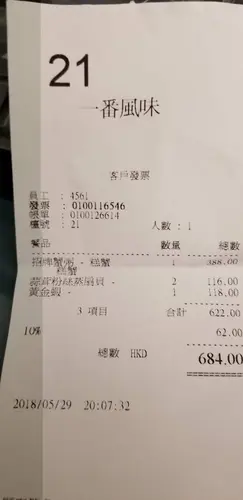 21
一番風味
客戶發票
員工 : 4561
發票 : 0100116546
帳單 : 0100126614
檯號 : 21 人數 : 1
餐品 數量 總數
招牌蟹粥 - 糕蟹 1 388.00
糕蟹
蒜茸粉絲蒸扇貝 - 2 116.00
黃金蝦 - 1 118.00
3 項目 合計 622.00
10% 62.00
總數 HKD 684.00
2018/05/29 20:07:32